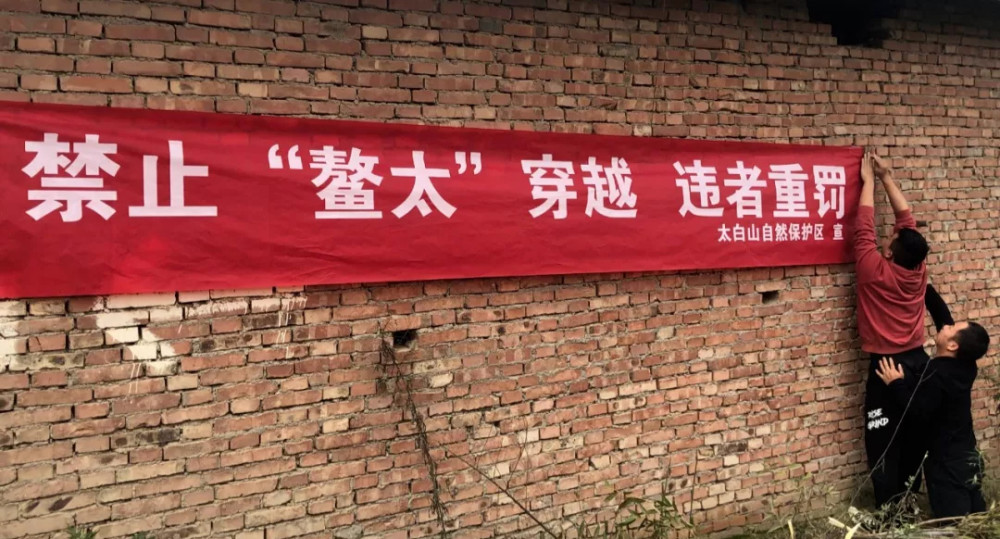 禁止 “鳌太” 穿越 违者重罚
太白山自然保护区 宣